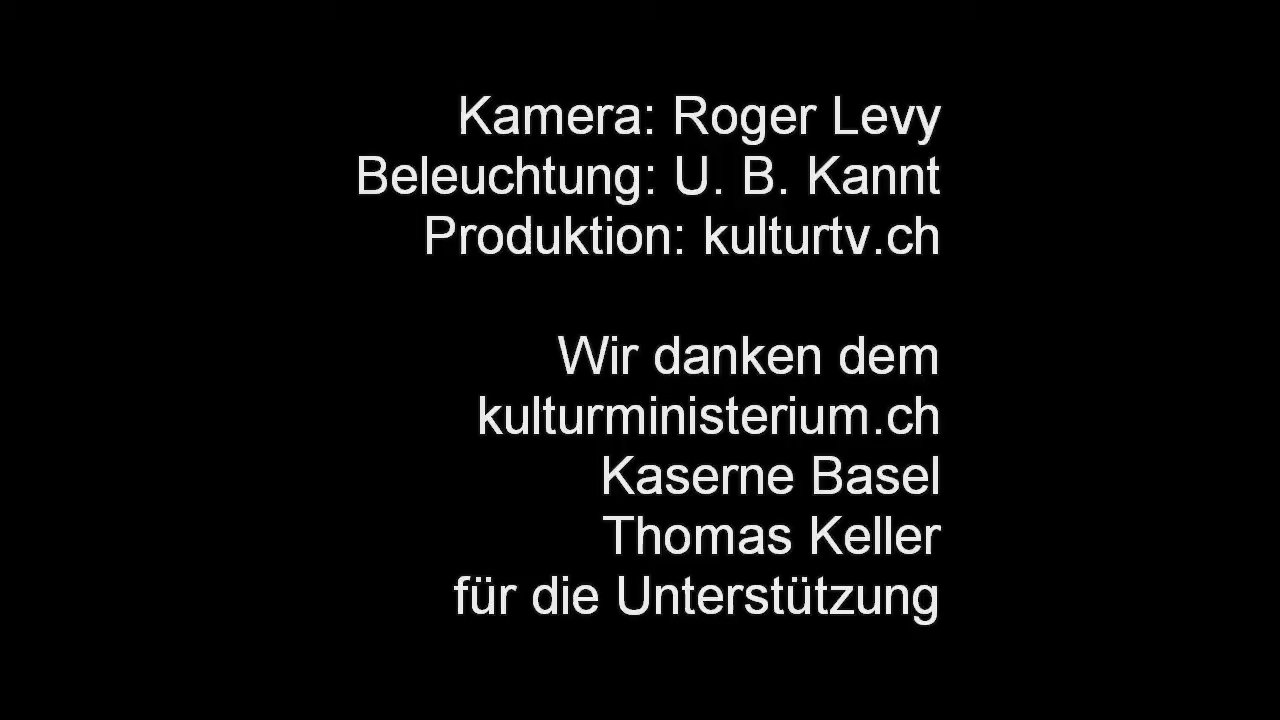 Kamera: Roger Levy
Beleuchtung: U. B. Kannt
Produktion: kulturtv.ch
Wir danken dem
kulturministerium.ch
Kaserne Basel
Thomas Keller
für die Unterstützung